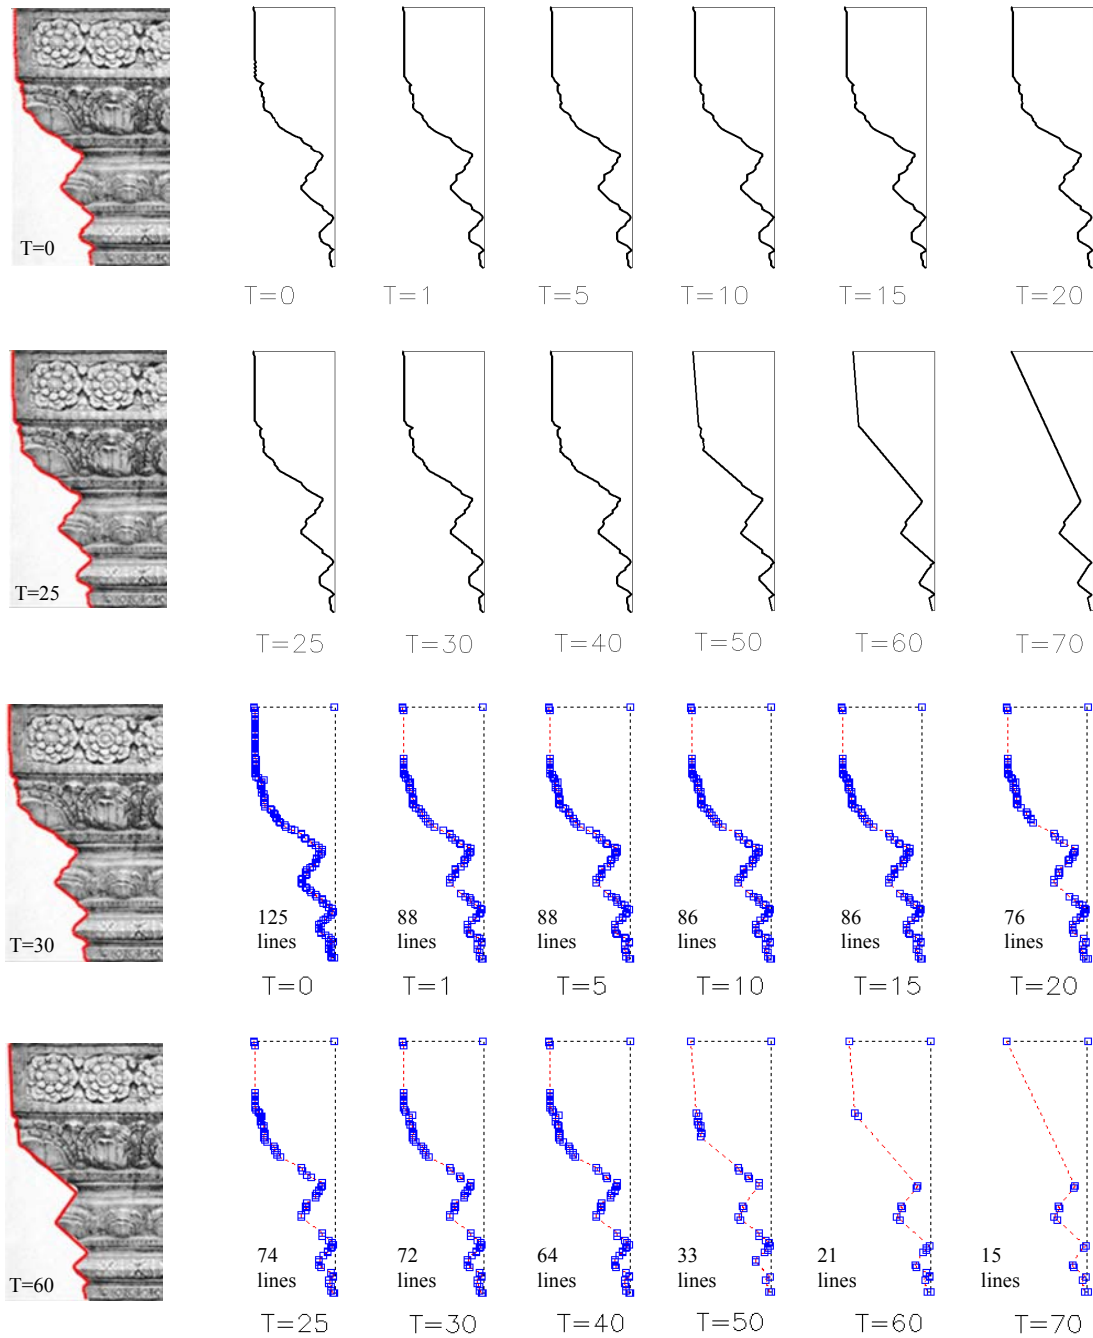 T=0
T=0 T=1 T=5 T=10 T=15 T=20
T=25
T=25 T=30 T=40 T=50 T=60 T=70
125 88 88 86 86 76
lines lines lines lines lines lines
T=30
T=0 T=1 T=5 T=10 T=15 T=20
74 72 64 33 21 15
lines lines lines lines lines lines
T=60
T=25 T=30 T=40 T=50 T=60 T=70